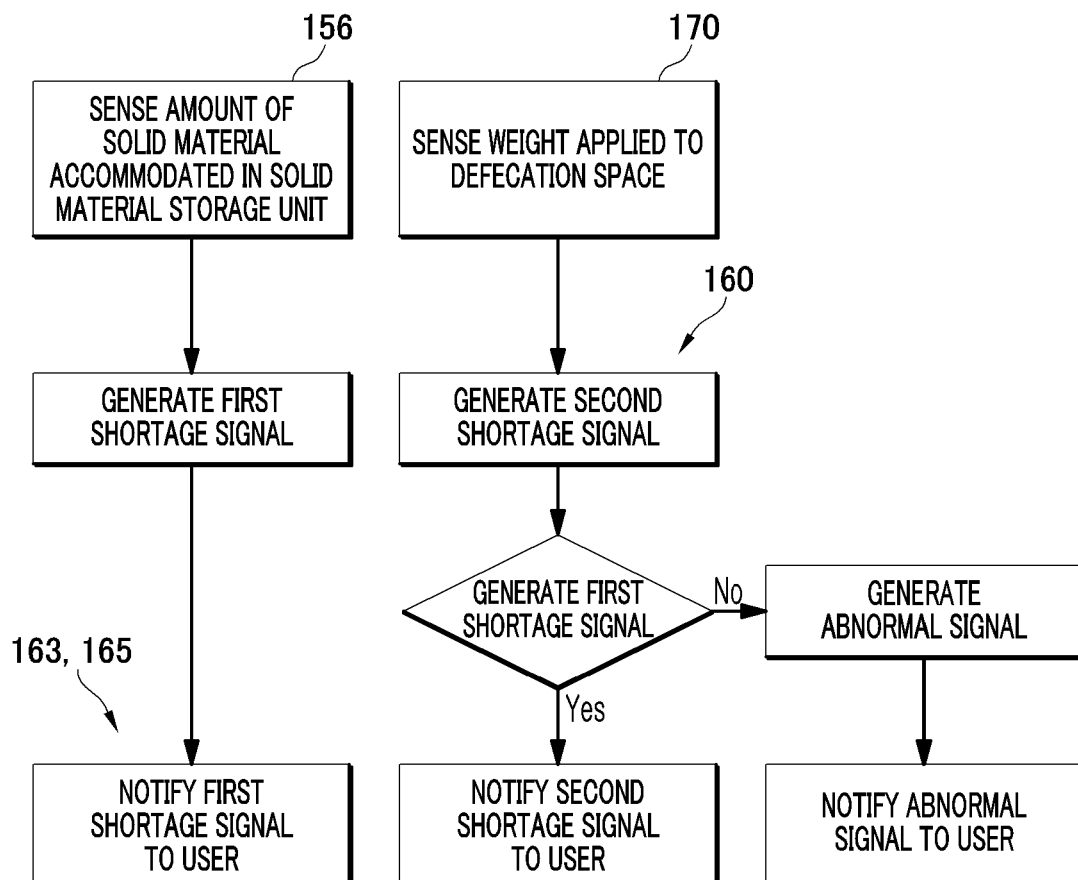 156
170
SENSE AMOUNT OF
SOLID MATERIAL
ACCOMMODATED IN SOLID
MATERIAL STORAGE UNIT
SENSE WEIGHT APPLIED TO
DEFECATION SPACE
160
GENERATE FIRST
SHORTAGE SIGNAL
GENERATE SECOND
SHORTAGE SIGNAL
GENERATE FIRST
SHORTAGE SIGNAL
No
GENERATE
ABNORMAL SIGNAL
163, 165
Yes
NOTIFY FIRST
SHORTAGE SIGNAL
TO USER
NOTIFY SECOND
SHORTAGE SIGNAL
TO USER
NOTIFY ABNORMAL
SIGNAL TO USER